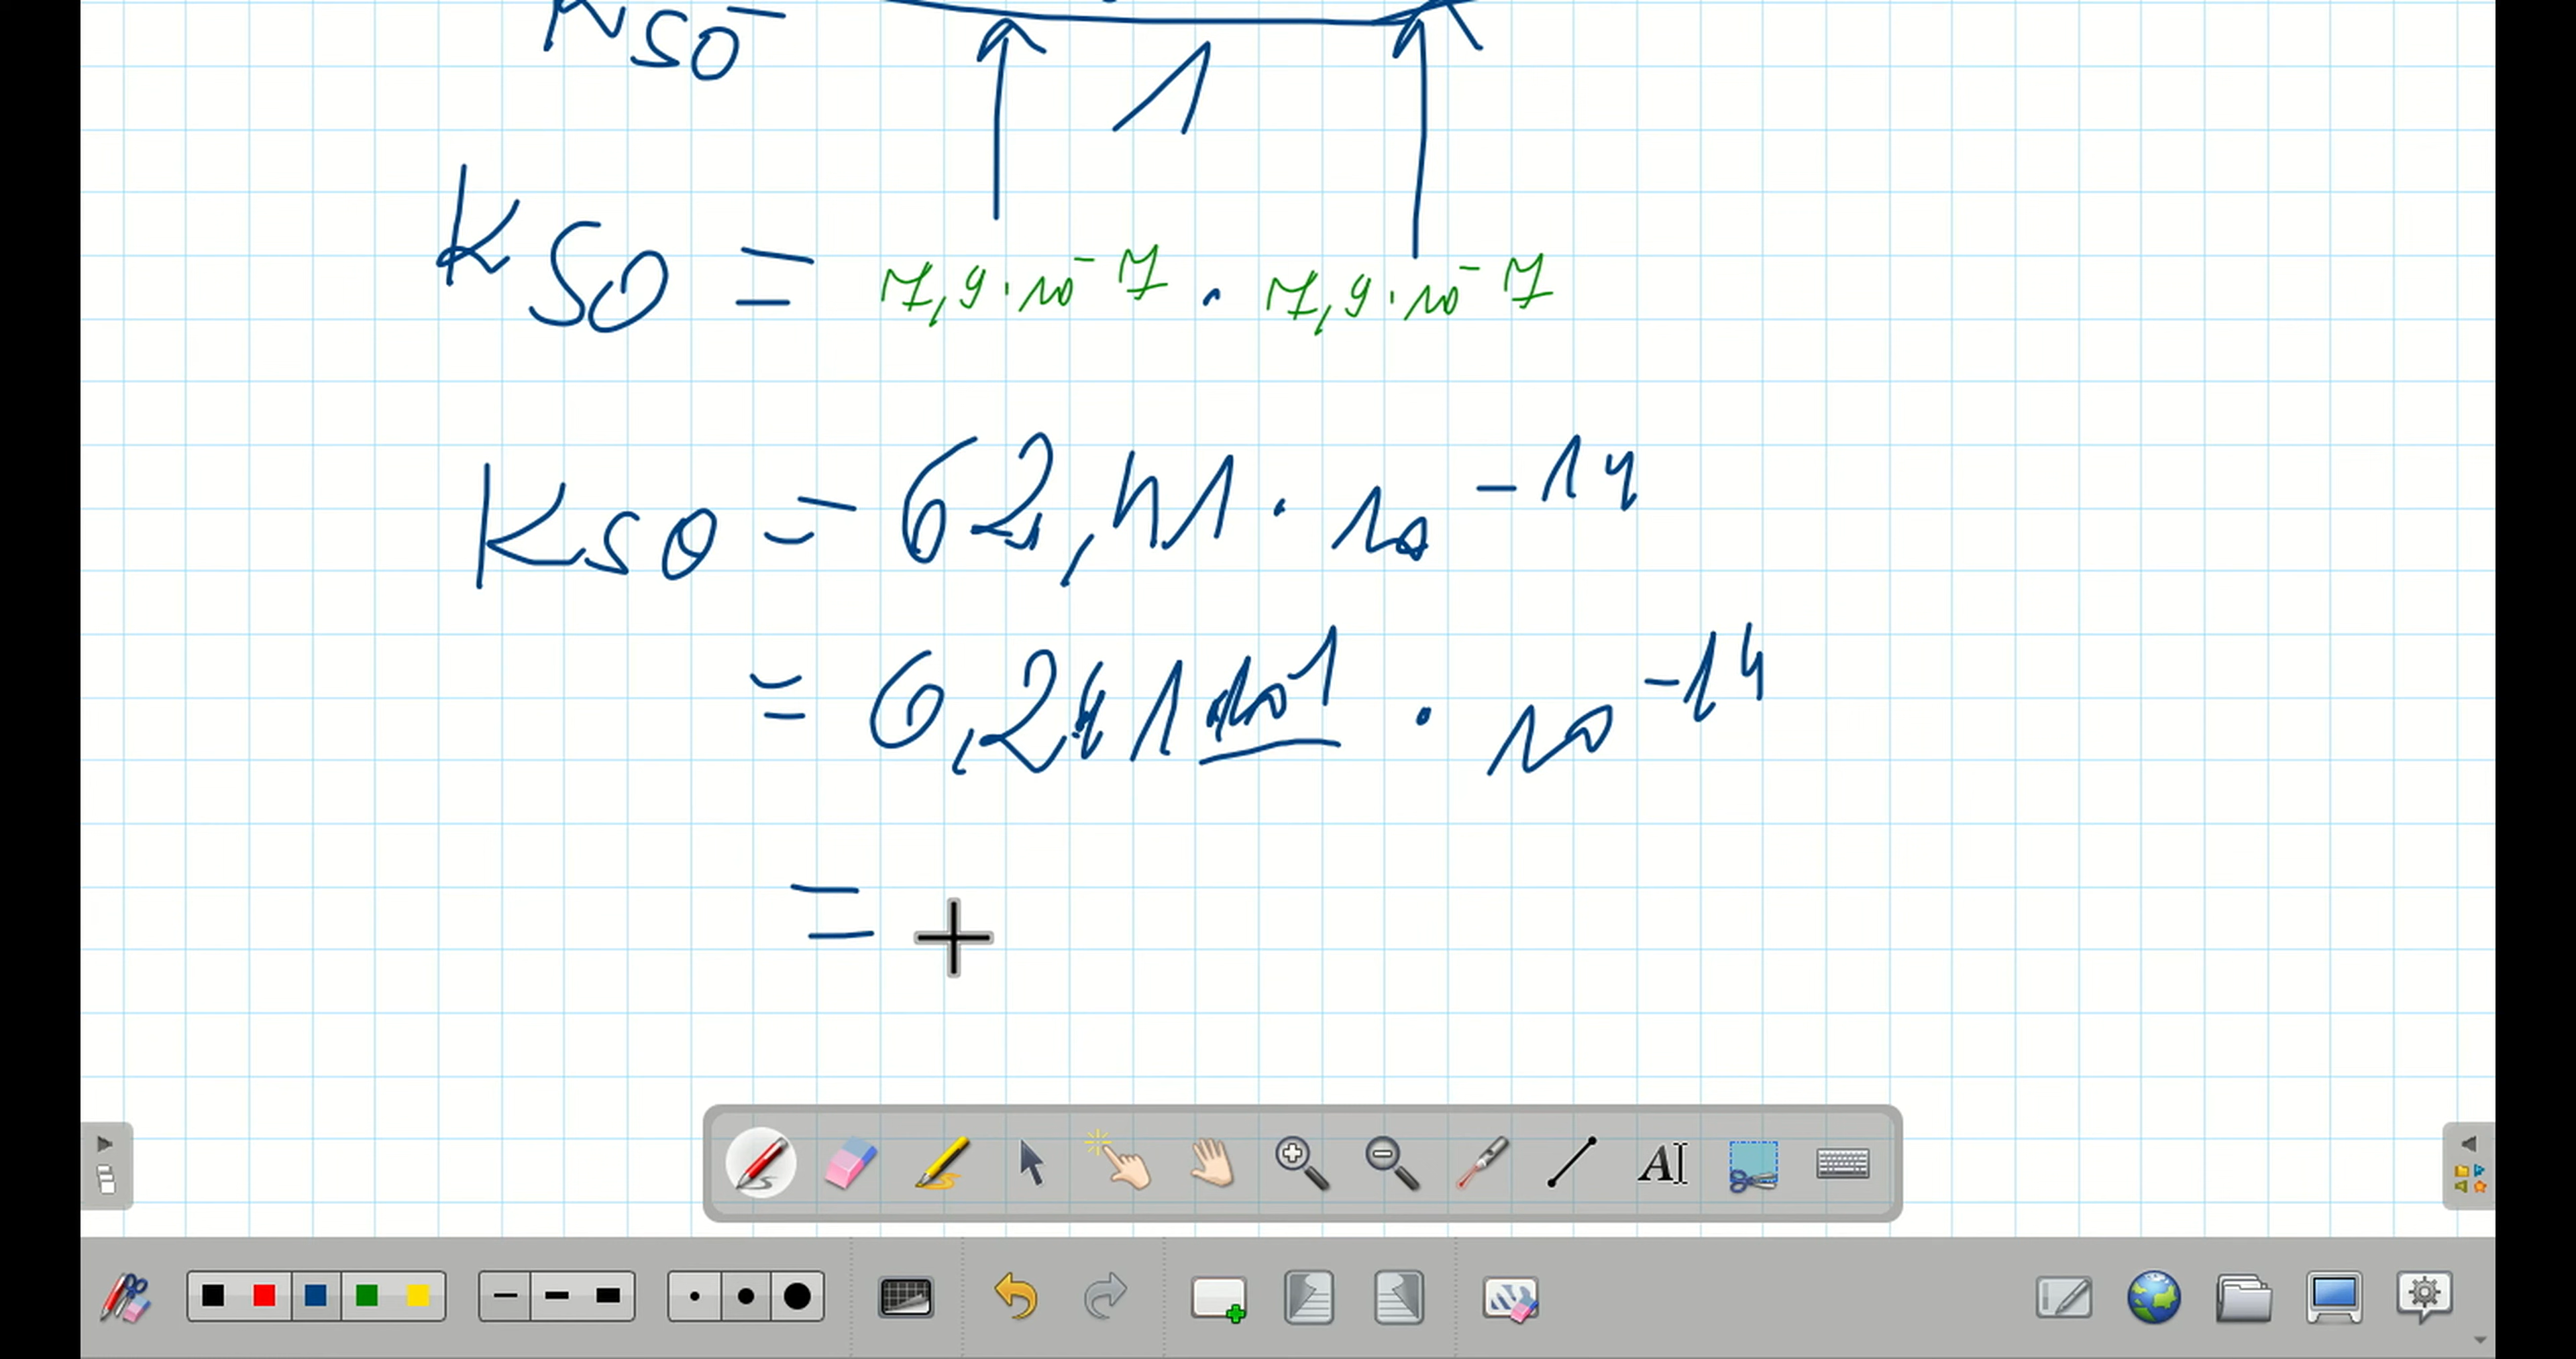 KSO =
1
KSO = 7,9·10⁻⁷ · 7,9·10⁻⁷
KSO = 62,41 · 10⁻¹⁴
= 6,241·10¹ · 10⁻¹⁴
=